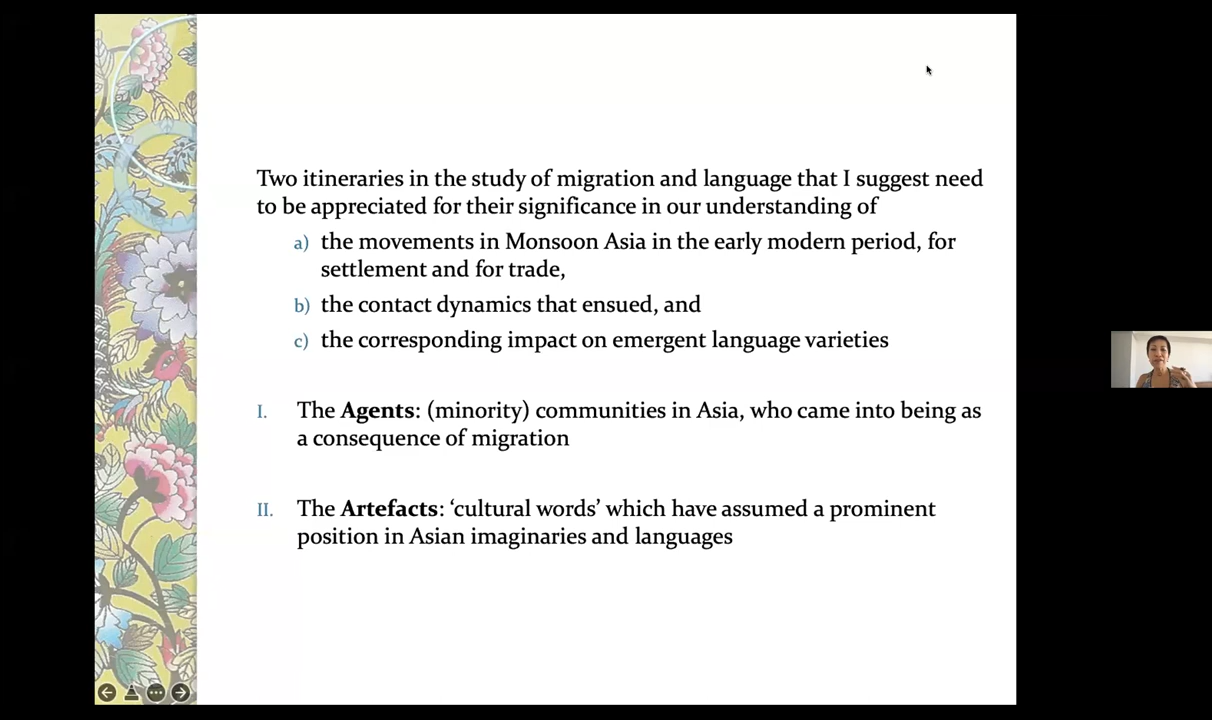 Two itineraries in the study of migration and language that I suggest need
to be appreciated for their significance in our understanding of
a) the movements in Monsoon Asia in the early modern period, for
settlement and for trade,
b) the contact dynamics that ensued, and
c) the corresponding impact on emergent language varieties
I. The Agents: (minority) communities in Asia, who came into being as
a consequence of migration
II. The Artefacts: ‘cultural words’ which have assumed a prominent
position in Asian imaginaries and languages